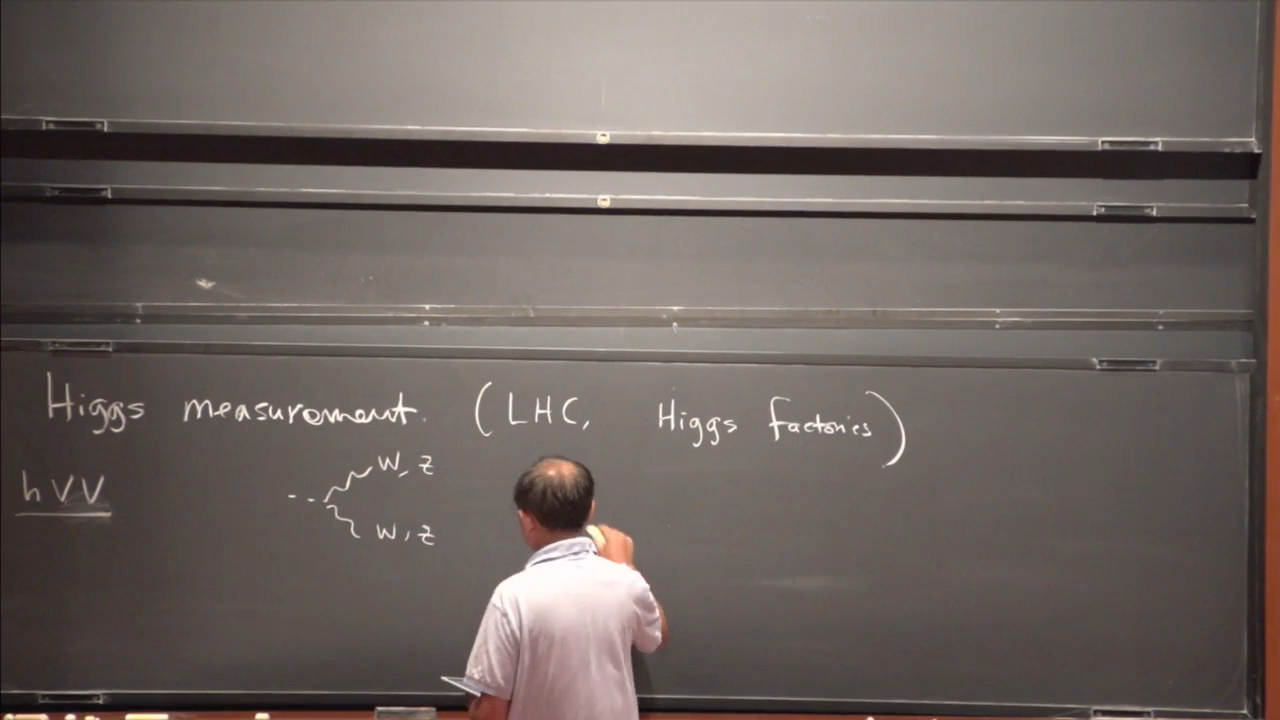 Higgs measurement. (LHC, Higgs factories)
hVV
W, Z
W, Z